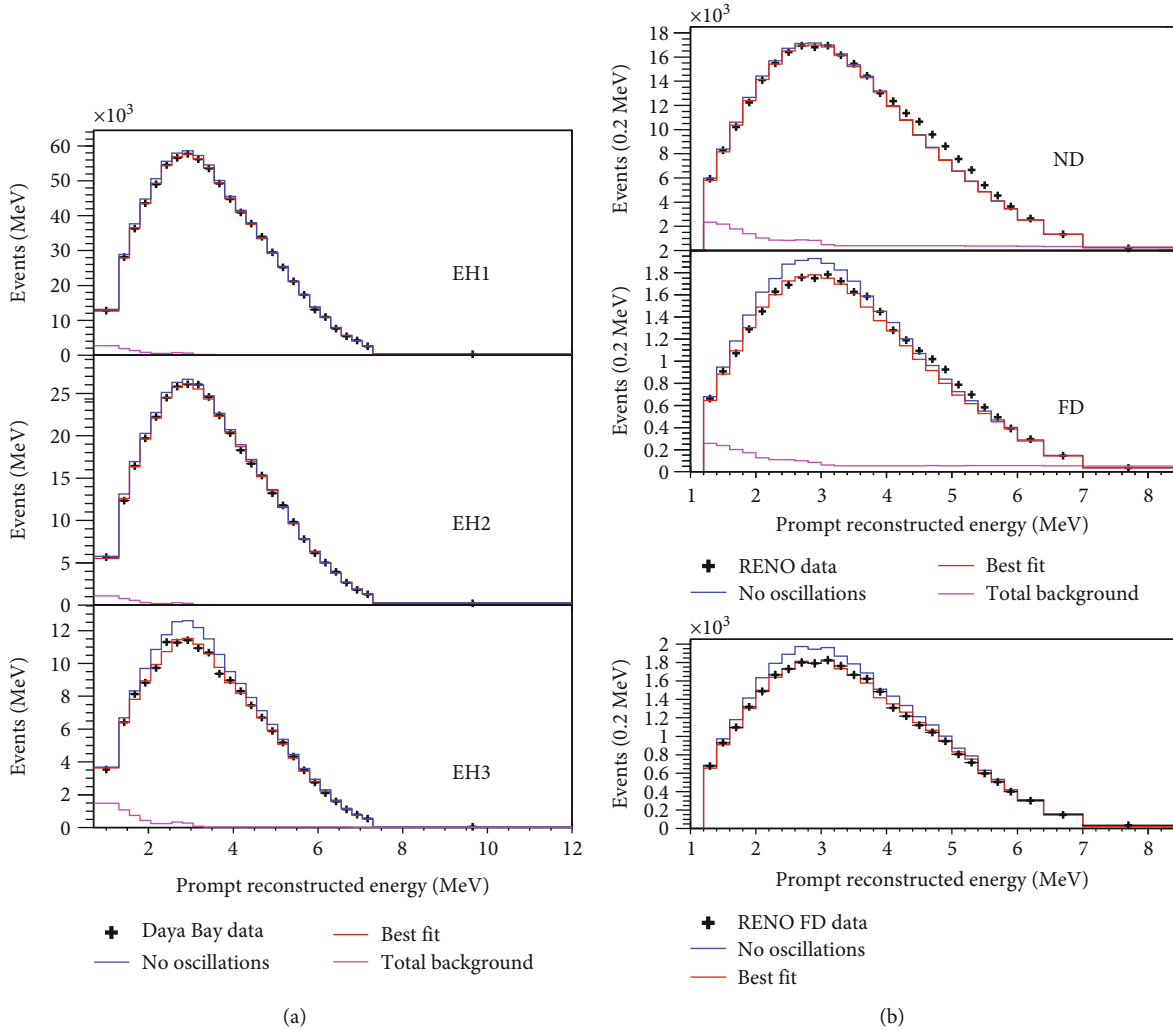 ×10³
60
50
40
30
20
10
0
Events (MeV)
EH1
25
20
15
10
5
0
Events (MeV)
EH2
12
10
8
6
4
2
0
Events (MeV)
EH3
2 4 6 8 10 12
Prompt reconstructed energy (MeV)
Daya Bay data
Best fit
No oscillations
Total background
(a)
×10³
18
16
14
12
10
8
6
4
2
2
Events (0.2 MeV)
ND
1.8
1.6
1.4
1.2
1
0.8
0.6
0.4
0.2
0
Events (0.2 MeV)
FD
1 2 3 4 5 6 7 8
Prompt reconstructed energy (MeV)
RENO data
Best fit
No oscillations
Total background
×10³
2
1.8
1.6
1.4
1.2
1
0.8
0.6
0.4
0.2
0
Events (0.2 MeV)
1 2 3 4 5 6 7 8
Prompt reconstructed energy (MeV)
RENO FD data
No oscillations
Best fit
(b)